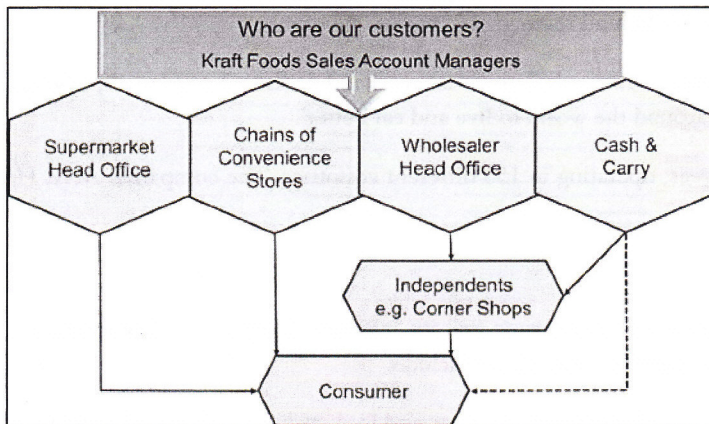 Who are our customers?
Kraft Foods Sales Account Managers
Supermarket
Head Office
Chains of
Convenience
Stores
Wholesaler
Head Office
Cash &
Carry
Independents
e.g. Corner Shops
Consumer